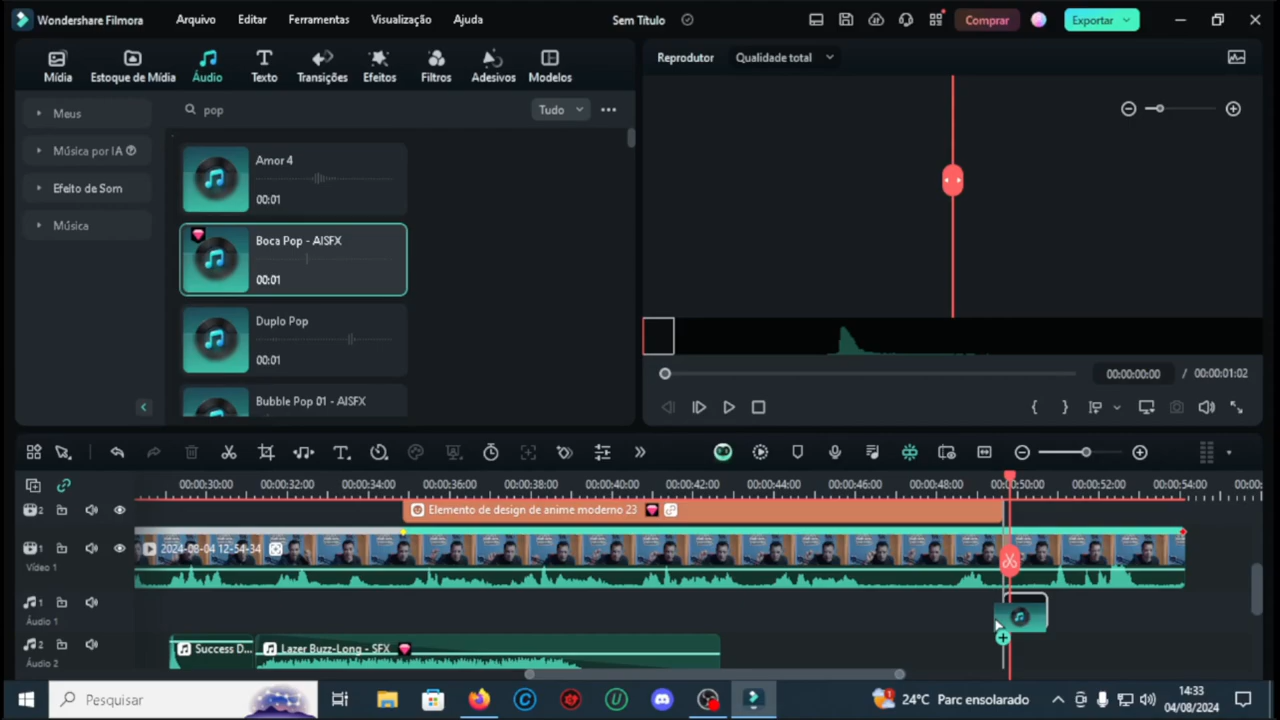 Wondershare Filmora
Arquivo
Editar
Ferramentas
Visualização
Ajuda
Sem Título
Comprar
Exportar
Mídia
Estoque de Mídia
Áudio
Texto
Transições
Efeitos
Filtros
Adesivos
Modelos
Reprodutor
Qualidade total
Meus
Música por IA
Efeito de Som
Música
pop
Tudo
Amor 4
00:01
Boca Pop - AISFX
00:01
Duplo Pop
00:01
Bubble Pop 01 - AISFX
00:00:00:00 / 00:00:01:02
00:00:30:00
00:00:32:00
00:00:34:00
00:00:36:00
00:00:38:00
00:00:40:00
00:00:42:00
00:00:44:00
00:00:46:00
00:00:48:00
00:00:50:00
00:00:52:00
00:00:54:00
2
Elemento de design de anime moderno 23
1
2024-08-04 12-54-34
Vídeo 1
1
Áudio 1
2
Success D...
Lazer Buzz-Long - SFX
Áudio 2
Pesquisar
1
24°C Parc ensolarado
14:33
04/08/2024